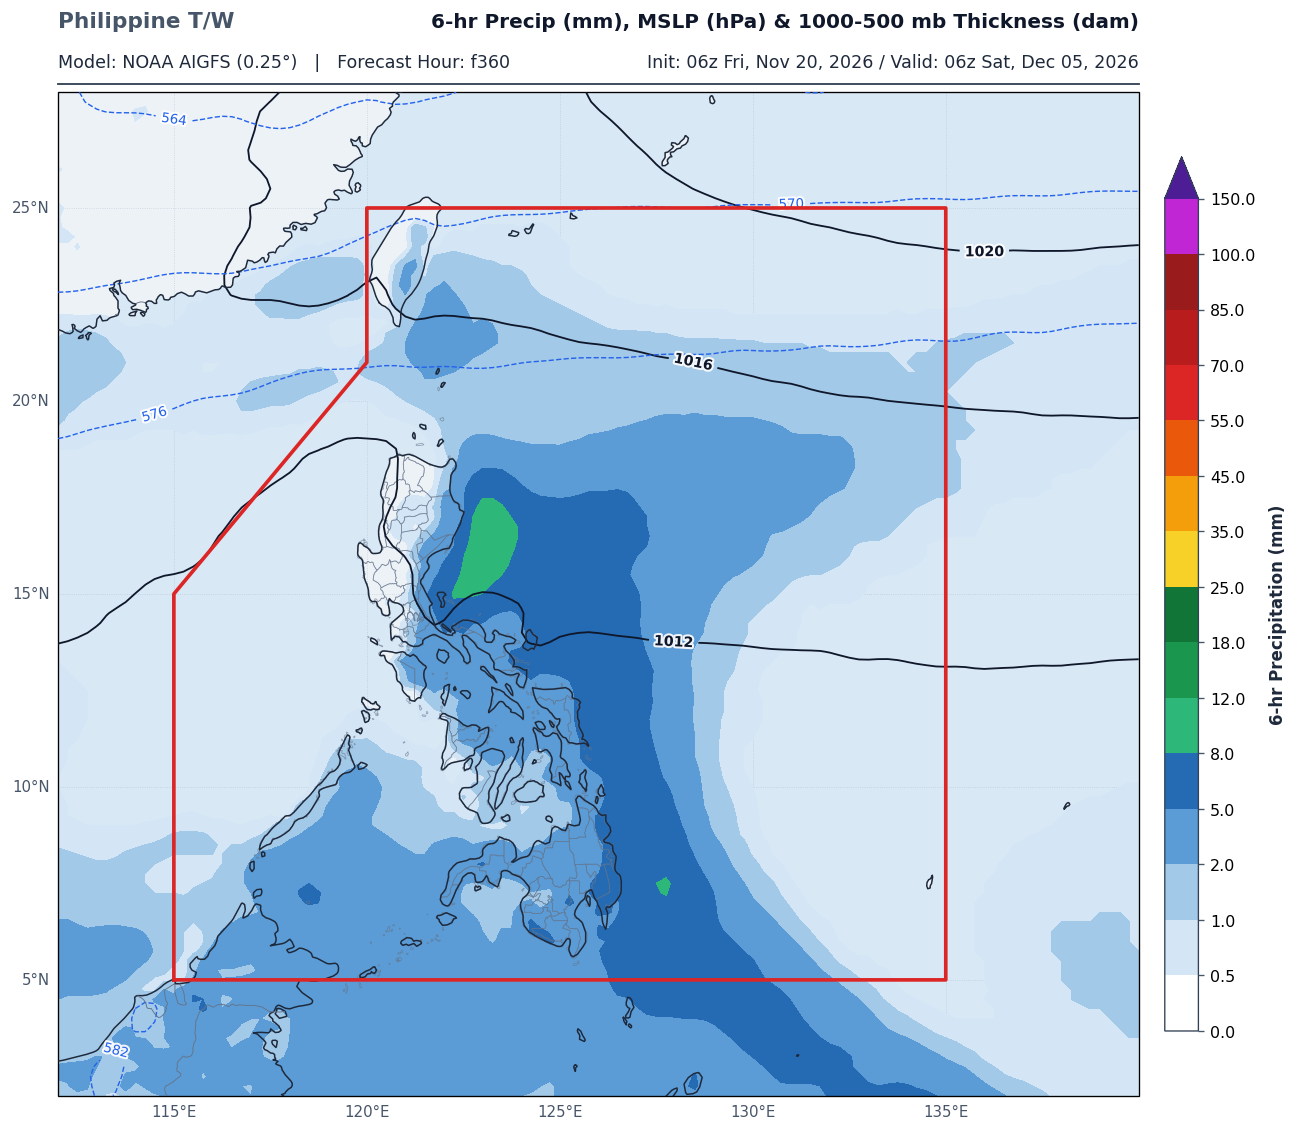 Philippine T/W
6-hr Precip (mm), MSLP (hPa) & 1000-500 mb Thickness (dam)
Model: NOAA AIGFS (0.25°) | Forecast Hour: f360
Init: 06z Fri, Nov 20, 2026 / Valid: 06z Sat, Dec 05, 2026
564
570
1020
1016
576
1012
582
25°N
20°N
15°N
10°N
5°N
115°E
120°E
125°E
130°E
135°E
150.0
100.0
85.0
70.0
55.0
45.0
35.0
25.0
18.0
12.0
8.0
5.0
2.0
1.0
0.5
0.0
6-hr Precipitation (mm)